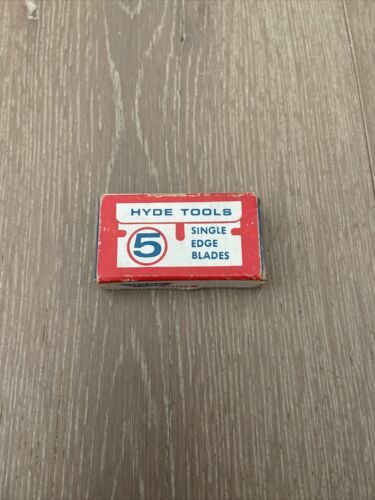 HYDE TOOLS
5
SINGLE
EDGE
BLADES